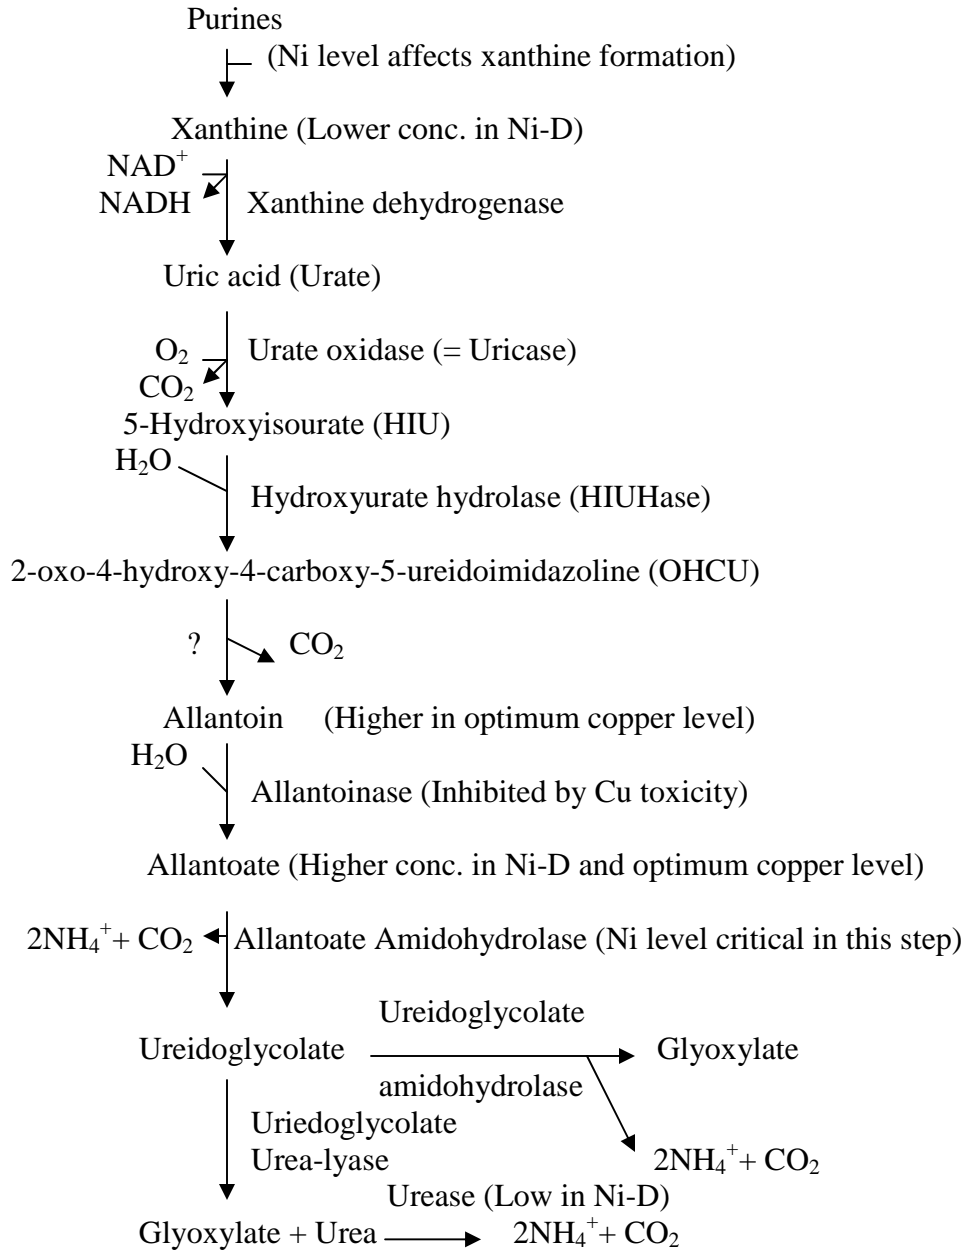 Purines
(Ni level affects xanthine formation)
Xanthine (Lower conc. in Ni-D)
NAD⁺
NADH
Xanthine dehydrogenase
Uric acid (Urate)
O₂
Urate oxidase (= Uricase)
CO₂
5-Hydroxyisourate (HIU)
H₂O
Hydroxyurate hydrolase (HIUHase)
2-oxo-4-hydroxy-4-carboxy-5-ureidoimidazoline (OHCU)
? CO₂
Allantoin (Higher in optimum copper level)
H₂O
Allantoinase (Inhibited by Cu toxicity)
Allantoate (Higher conc. in Ni-D and optimum copper level)
2NH₄⁺+ CO₂ Allantoate Amidohydrolase (Ni level critical in this step)
Ureidoglycolate
Ureidoglycolate Glyoxylate
amidohydrolase
Uriedoglycolate
Urea-lyase
2NH₄⁺+ CO₂
Urease (Low in Ni-D)
Glyoxylate + Urea 2NH₄⁺+ CO₂